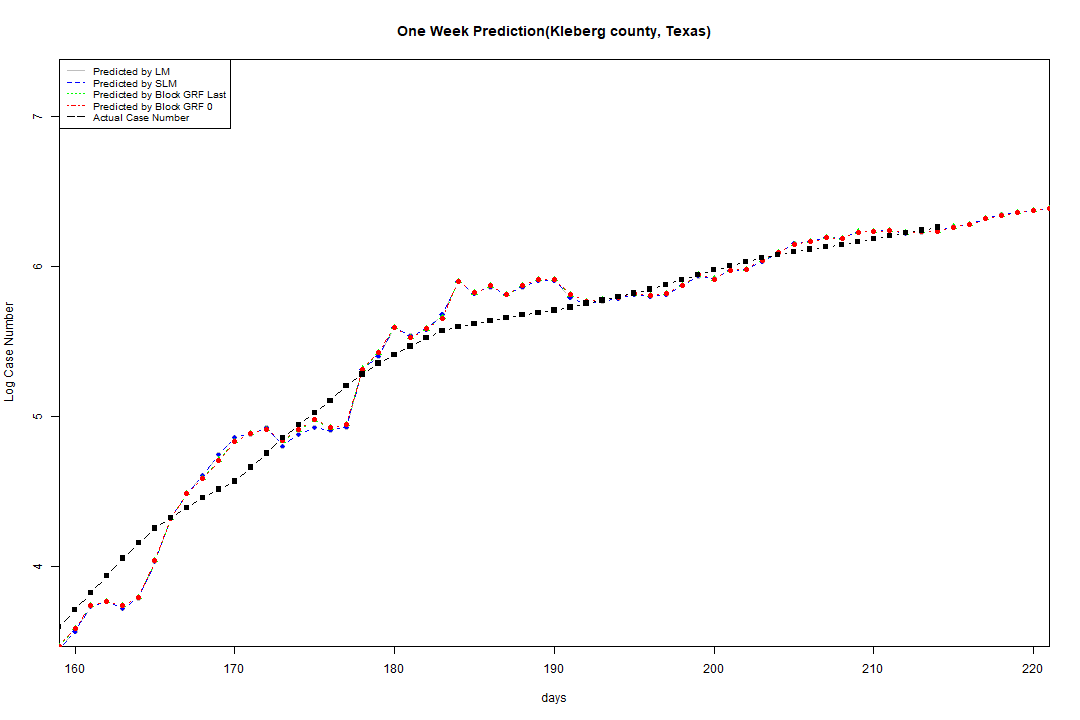 One Week Prediction(Kleberg county, Texas)
Predicted by LM
Predicted by SLM
Predicted by Block GRF Last
Predicted by Block GRF 0
Actual Case Number
7
6
5
4
Log Case Number
160 170 180 190 200 210 220
days